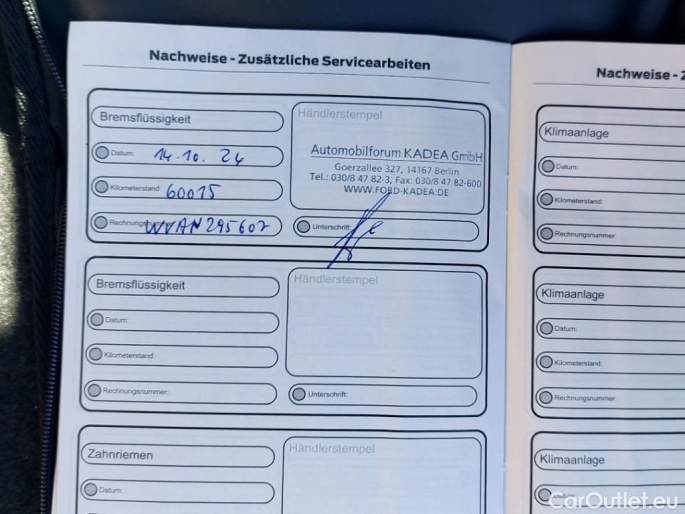 Nachweise - Zusätzliche Servicearbeiten
Bremsflüssigkeit
Datum: 14.10.24
Kilometerstand: 60015
Rechnungsnummer: WVAN295607
Händlerstempel
Automobilforum KADEA GmbH
Goerzallee 327, 14167 Berlin
Tel.: 030/8 47 82-3, Fax: 030/8 47 82-600
WWW.FORD-KADEA.DE
Unterschrift:
Bremsflüssigkeit
Datum:
Kilometerstand:
Rechnungsnummer:
Händlerstempel
Unterschrift:
Zahnriemen
Datum:
Händlerstempel
Nachweise - Z
Klimaanlage
Datum:
Kilometerstand:
Rechnungsnummer:
Klimaanlage
Datum:
Kilometerstand:
Rechnungsnummer:
Klimaanlage
Datum:
CarOutlet.eu